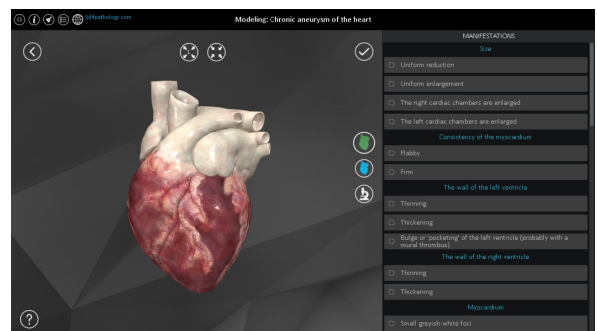 3d4pathology.com
Modeling: Chronic aneurysm of the heart
MANIFESTATIONS
Size
Uniform reduction
Uniform enlargement
The right cardiac chambers are enlarged
The left cardiac chambers are enlarged
Consistency of the myocardium
Flabby
Firm
The wall of the left ventricle
Thinning
Thickening
Bulge or 'pocketing' of the left ventricle (probably with a
mural thrombus)
The wall of the right ventricle
Thinning
Thickening
Myocardium
Small greyish-white foci